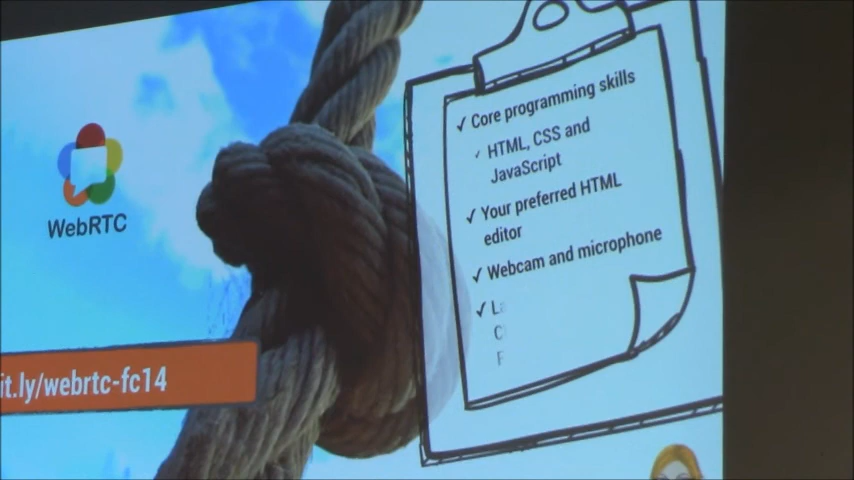 WebRTC
it.ly/webrtc-fc14
✓ Core programming skills
✓ HTML, CSS and
JavaScript
✓ Your preferred HTML
editor
✓ Webcam and microphone
✓ L
C
F